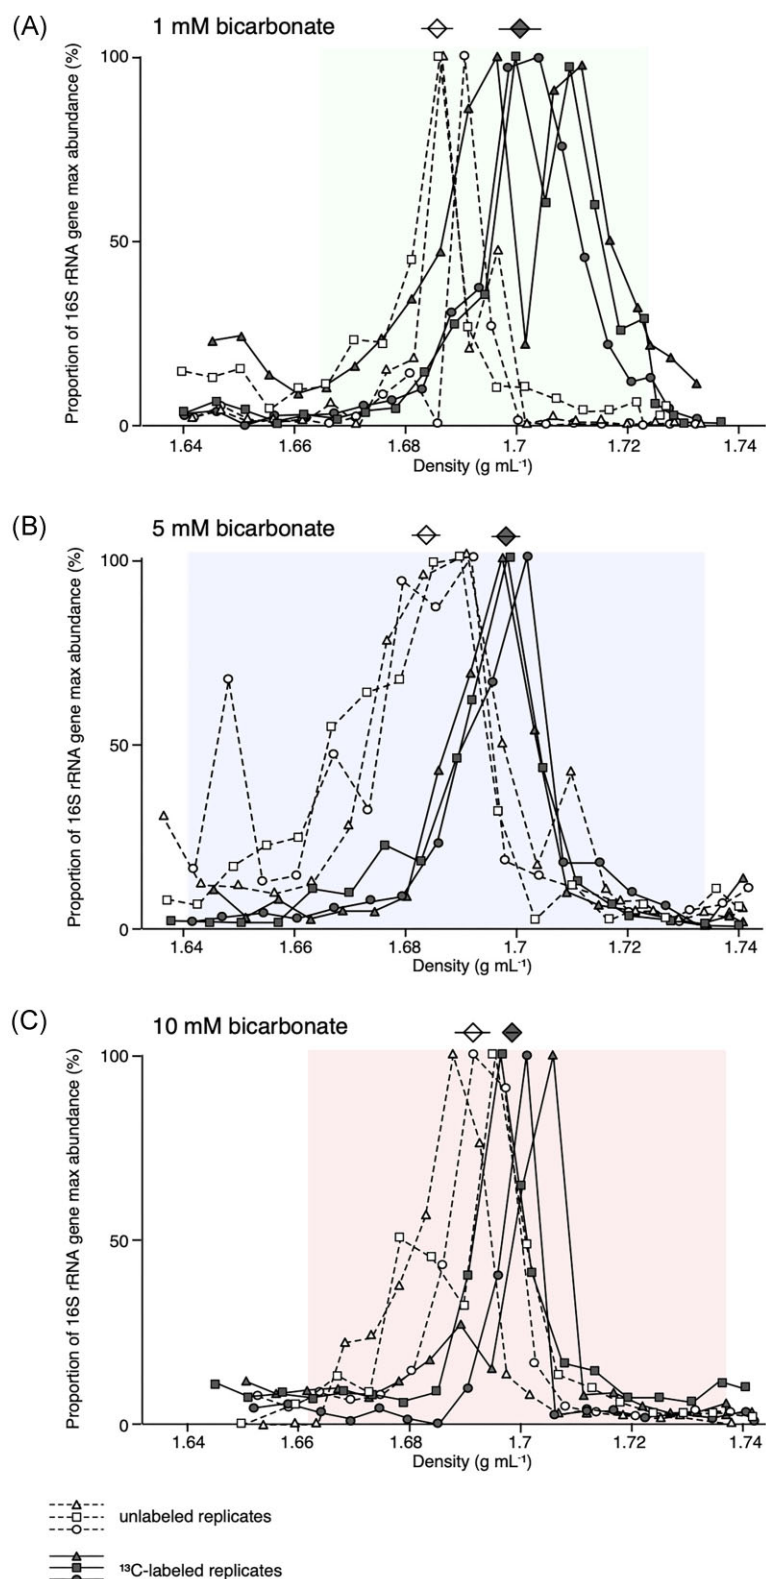 (A)
1 mM bicarbonate
Proportion of 16S rRNA gene max abundance (%)
100
50
0
1.64 1.66 1.68 1.7 1.72 1.74
Density (g mL⁻¹)
(B)
5 mM bicarbonate
Proportion of 16S rRNA gene max abundance (%)
100
50
0
1.64 1.66 1.68 1.7 1.72 1.74
Density (g mL⁻¹)
(C)
10 mM bicarbonate
Proportion of 16S rRNA gene max abundance (%)
100
50
0
1.64 1.66 1.68 1.7 1.72 1.74
Density (g mL⁻¹)
unlabeled replicates
¹³C-labeled replicates